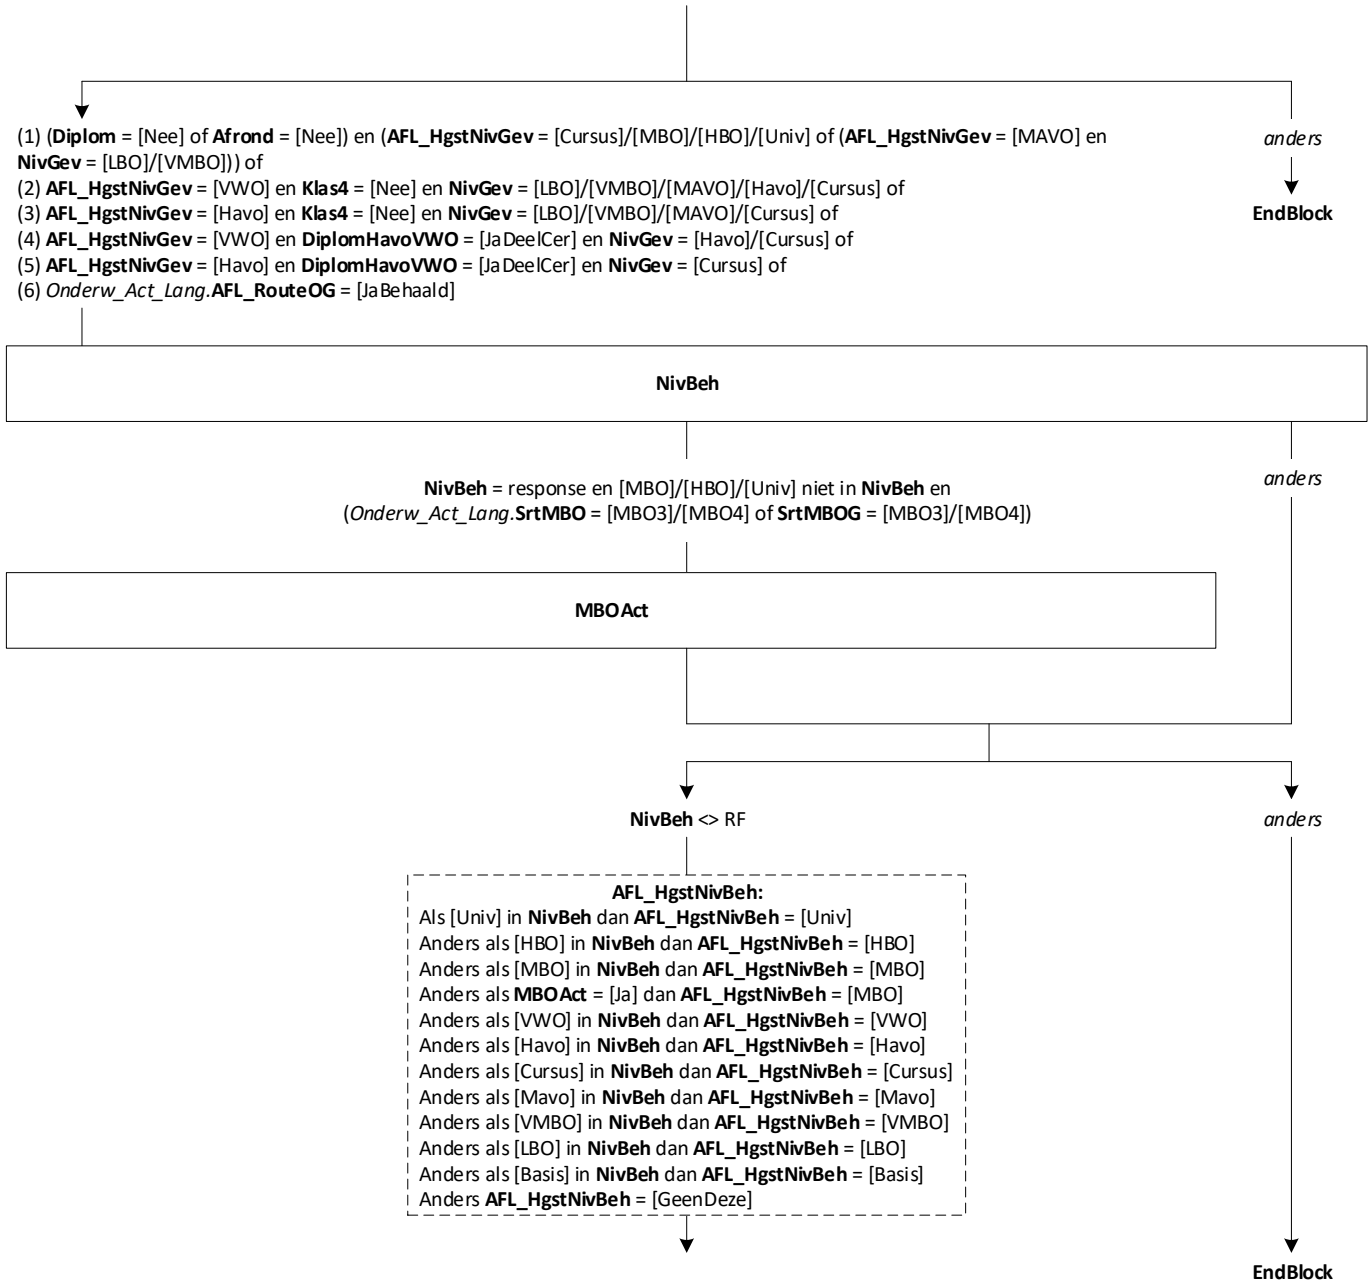 (1) (Diplom = [Nee] of Afrond = [Nee]) en (AFL_HgstNivGev = [Cursus]/[MBO]/[HBO]/[Univ] of (AFL_HgstNivGev = [MAVO] en
NivGev = [LBO]/[VMBO])) of
(2) AFL_HgstNivGev = [VWO] en Klas4 = [Nee] en NivGev = [LBO]/[VMBO]/[MAVO]/[Havo]/[Cursus] of
(3) AFL_HgstNivGev = [Havo] en Klas4 = [Nee] en NivGev = [LBO]/[VMBO]/[MAVO]/[Cursus] of
(4) AFL_HgstNivGev = [VWO] en DiplomHavoVWO = [JaDeelCer] en NivGev = [Havo]/[Cursus] of
(5) AFL_HgstNivGev = [Havo] en DiplomHavoVWO = [JaDeelCer] en NivGev = [Cursus] of
(6) Onderw_Act_Lang.AFL_RouteOG = [JaBehaald]
anders
EndBlock
NivBeh
NivBeh = response en [MBO]/[HBO]/[Univ] niet in NivBeh en
(Onderw_Act_Lang.SrtMBO = [MBO3]/[MBO4] of SrtMBOG = [MBO3]/[MBO4])
anders
MBOAct
NivBeh <> RF
anders
AFL_HgstNivBeh:
Als [Univ] in NivBeh dan AFL_HgstNivBeh = [Univ]
Anders als [HBO] in NivBeh dan AFL_HgstNivBeh = [HBO]
Anders als [MBO] in NivBeh dan AFL_HgstNivBeh = [MBO]
Anders als MBOAct = [Ja] dan AFL_HgstNivBeh = [MBO]
Anders als [VWO] in NivBeh dan AFL_HgstNivBeh = [VWO]
Anders als [Havo] in NivBeh dan AFL_HgstNivBeh = [Havo]
Anders als [Cursus] in NivBeh dan AFL_HgstNivBeh = [Cursus]
Anders als [Mavo] in NivBeh dan AFL_HgstNivBeh = [Mavo]
Anders als [VMBO] in NivBeh dan AFL_HgstNivBeh = [VMBO]
Anders als [LBO] in NivBeh dan AFL_HgstNivBeh = [LBO]
Anders als [Basis] in NivBeh dan AFL_HgstNivBeh = [Basis]
Anders AFL_HgstNivBeh = [GeenDeze]
EndBlock